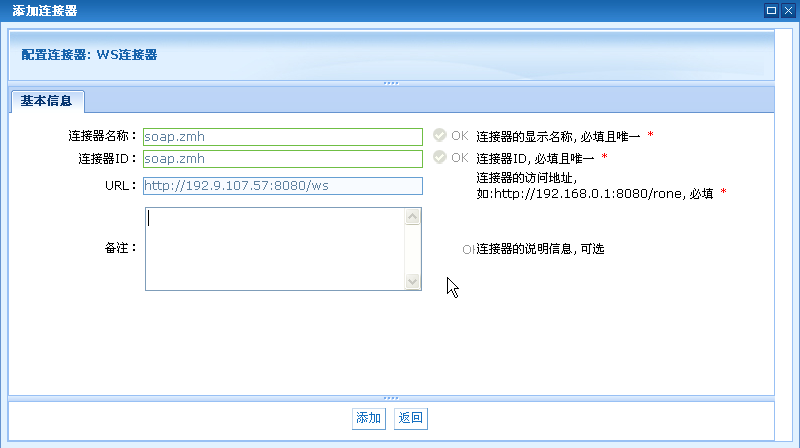 添加连接器
配置连接器: WS连接器
基本信息
连接器名称： soap.zmh OK 连接器的显示名称, 必填且唯一 *
连接器ID： soap.zmh OK 连接器ID, 必填且唯一 *
URL： http://192.9.107.57:8080/ws 连接器的访问地址,
如:http://192.168.0.1:8080/rone, 必填 *
备注： 连接器的说明信息, 可选
添加 返回